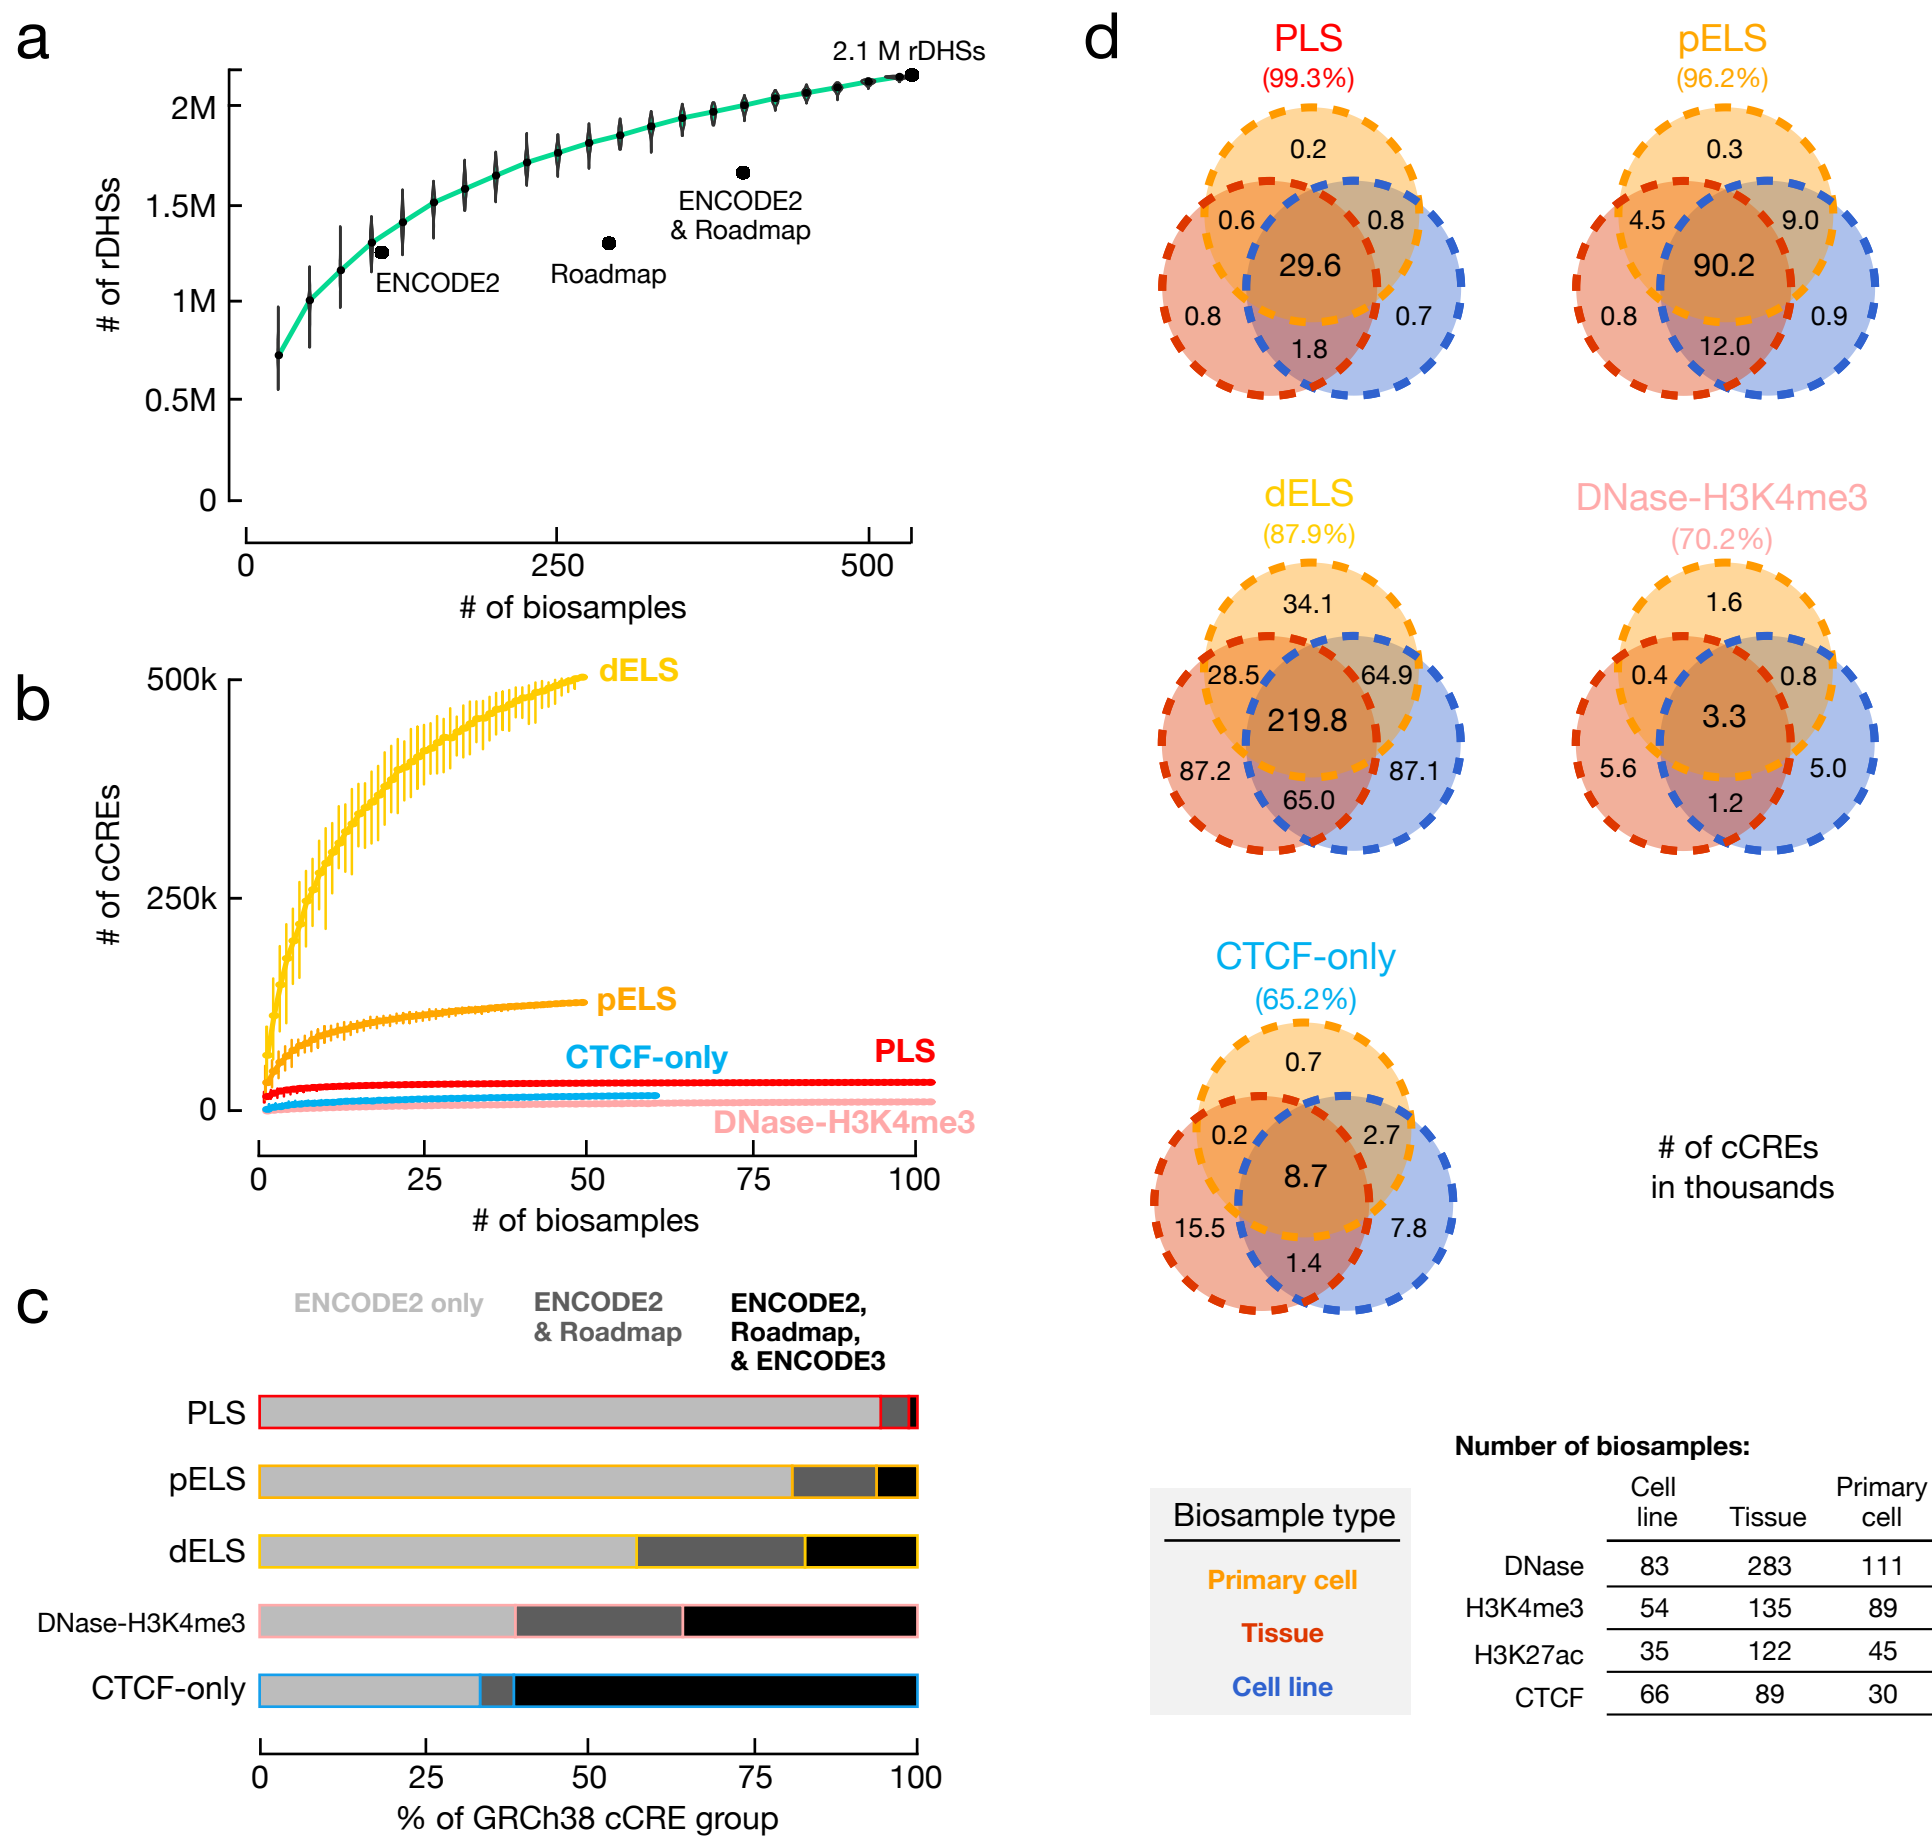 a
2.1 M rDHSs
2M
1.5M
1M
0.5M
0
# of rDHSs
ENCODE2
Roadmap
ENCODE2
& Roadmap
0
250
500
# of biosamples
b
500k
250k
0
# of cCREs
dELS
pELS
CTCF-only
PLS
DNase-H3K4me3
0
25
50
75
100
# of biosamples
c
ENCODE2 only
ENCODE2
& Roadmap
ENCODE2,
Roadmap,
& ENCODE3
PLS
pELS
dELS
DNase-H3K4me3
CTCF-only
0
25
50
75
100
% of GRCh38 cCRE group
d
PLS
(99.3%)
0.2
0.6
0.8
29.6
0.8
0.7
1.8
pELS
(96.2%)
0.3
4.5
9.0
90.2
0.8
0.9
12.0
dELS
(87.9%)
34.1
28.5
64.9
219.8
87.2
87.1
65.0
DNase-H3K4me3
(70.2%)
1.6
0.4
0.8
3.3
5.6
5.0
1.2
CTCF-only
(65.2%)
0.7
0.2
2.7
8.7
15.5
7.8
1.4
# of cCREs
in thousands
Biosample type
Primary cell
Tissue
Cell line
Number of biosamples:
Cell
line
Tissue
Primary
cell
DNase 83 283 111
H3K4me3 54 135 89
H3K27ac 35 122 45
CTCF 66 89 30